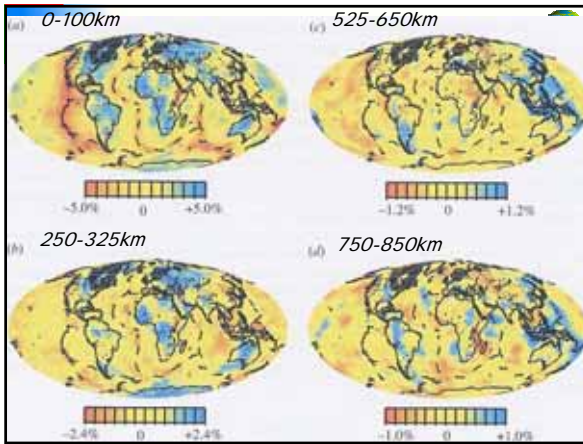 (a) 0-100km
(c) 525-650km
-5.0% 0 +5.0%
-1.2% 0 +1.2%
(b) 250-325km
(d) 750-850km
-2.4% 0 +2.4%
-1.0% 0 +1.0%